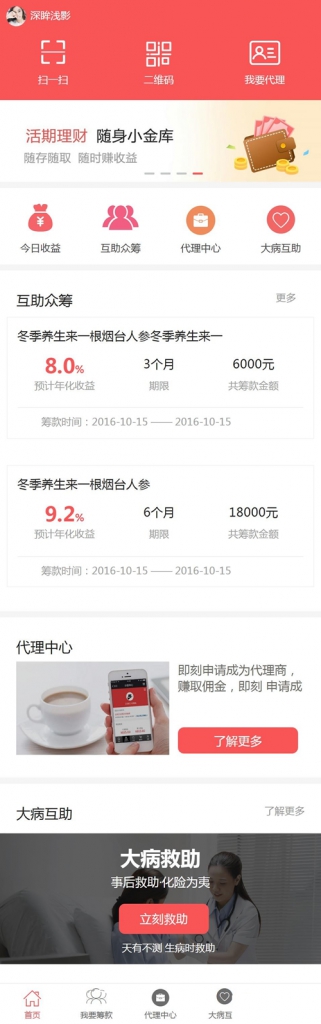 深眸浅影
扫一扫
二维码
我要代理
活期理财 随身小金库
随存随取 随时赚收益
今日收益
互助众筹
代理中心
大病互助
互助众筹
更多
冬季养生来一根烟台人参冬季养生来一
8.0%
3个月
6000元
预计年化收益
期限
共筹款金额
筹款时间：2016-10-15 —— 2016-10-15
冬季养生来一根烟台人参
9.2%
6个月
18000元
预计年化收益
期限
共筹款金额
筹款时间：2016-10-15 —— 2016-10-15
代理中心
即刻申请成为代理商，
赚取佣金，即刻 申请成
了解更多
大病互助
了解更多
大病救助
事后救助·化险为夷
立刻救助
天有不测 生病时救助
首页
我要筹款
代理中心
大病互